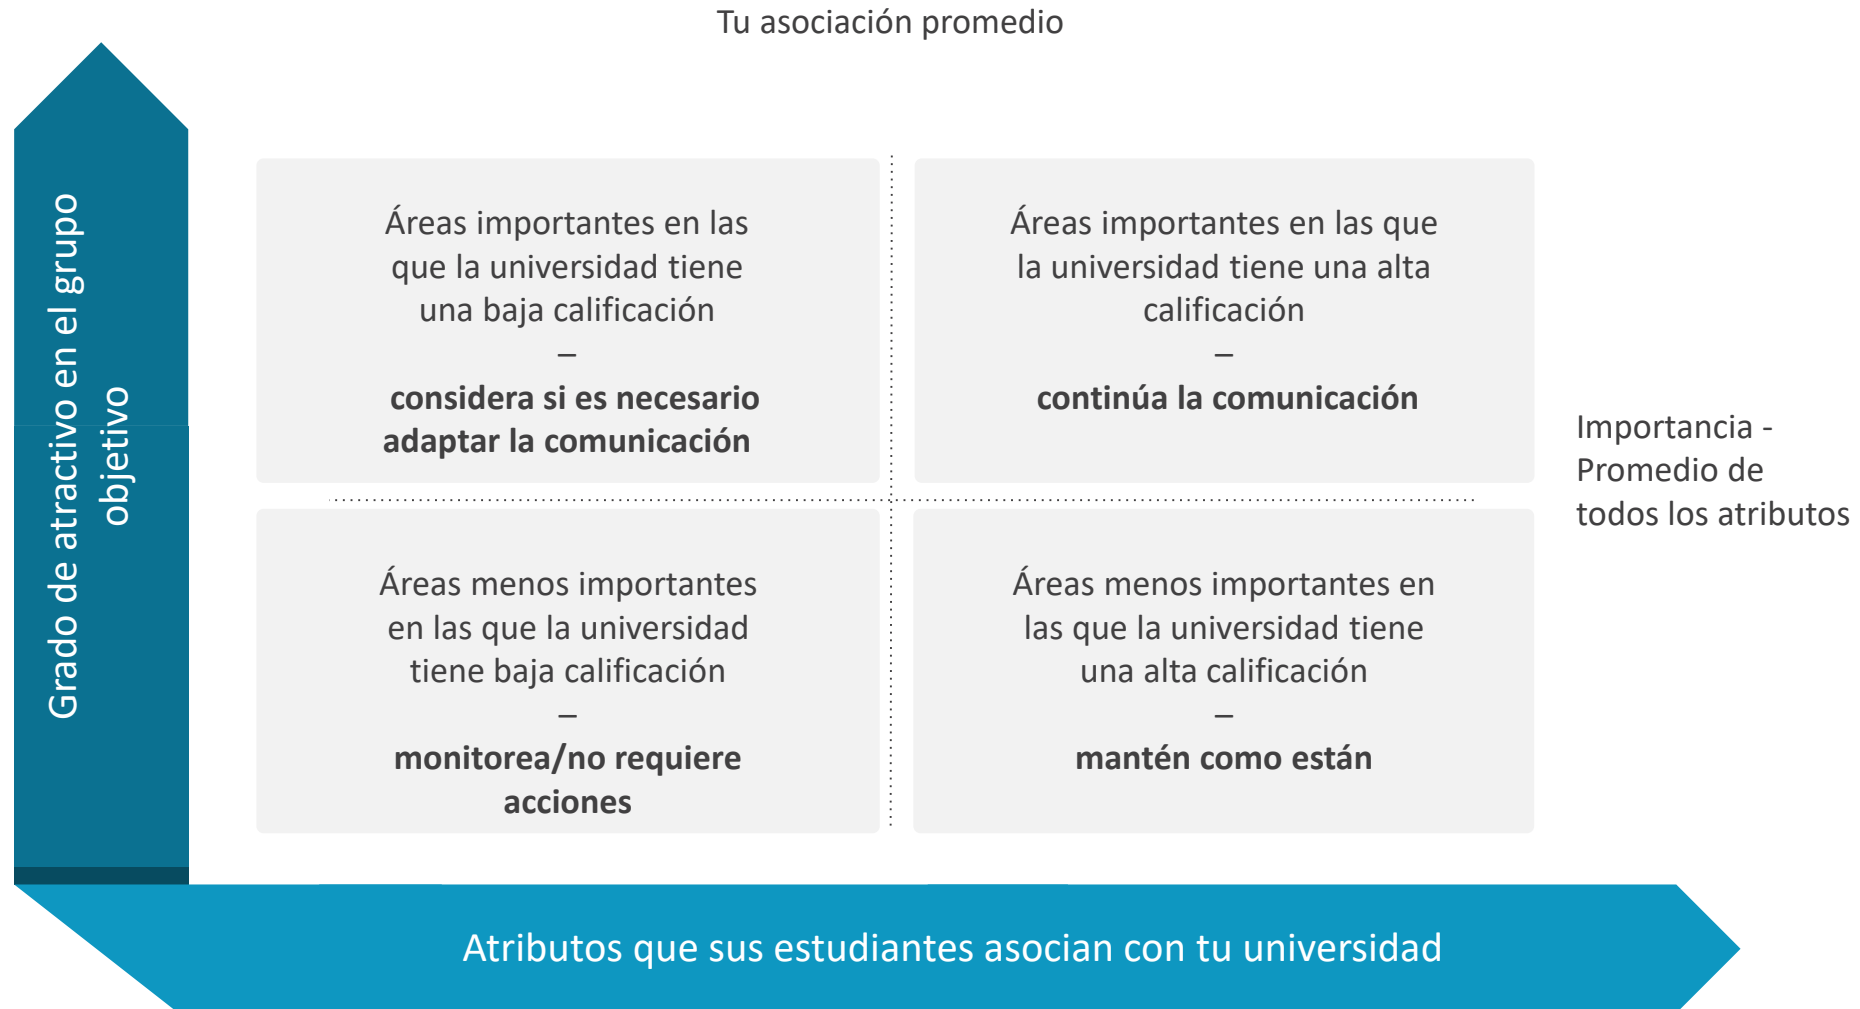 Tu asociación promedio
Grado de atractivo en el grupo
objetivo
Áreas importantes en las
que la universidad tiene
una baja calificación
–
considera si es necesario
adaptar la comunicación
Áreas importantes en las que
la universidad tiene una alta
calificación
–
continúa la comunicación
Importancia -
Promedio de
todos los atributos
Áreas menos importantes
en las que la universidad
tiene baja calificación
–
monitorea/no requiere
acciones
Áreas menos importantes en
las que la universidad tiene
una alta calificación
–
mantén como están
Atributos que sus estudiantes asocian con tu universidad